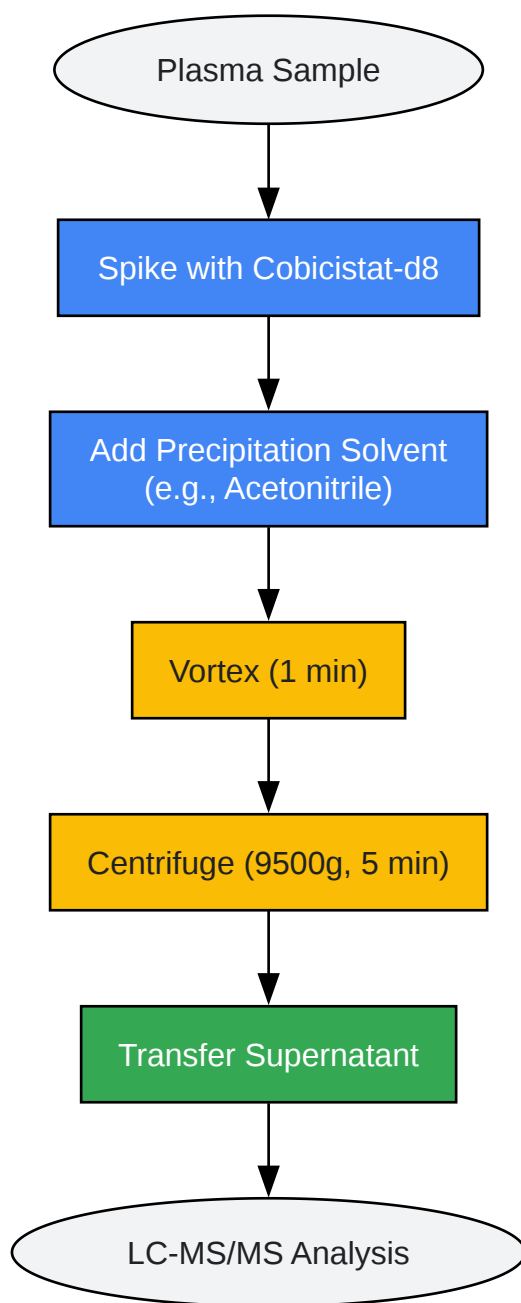 Plasma Sample
Spike with Cobicistat-d8
Add Precipitation Solvent
(e.g., Acetonitrile)
Vortex (1 min)
Centrifuge (9500g, 5 min)
Transfer Supernatant
LC-MS/MS Analysis